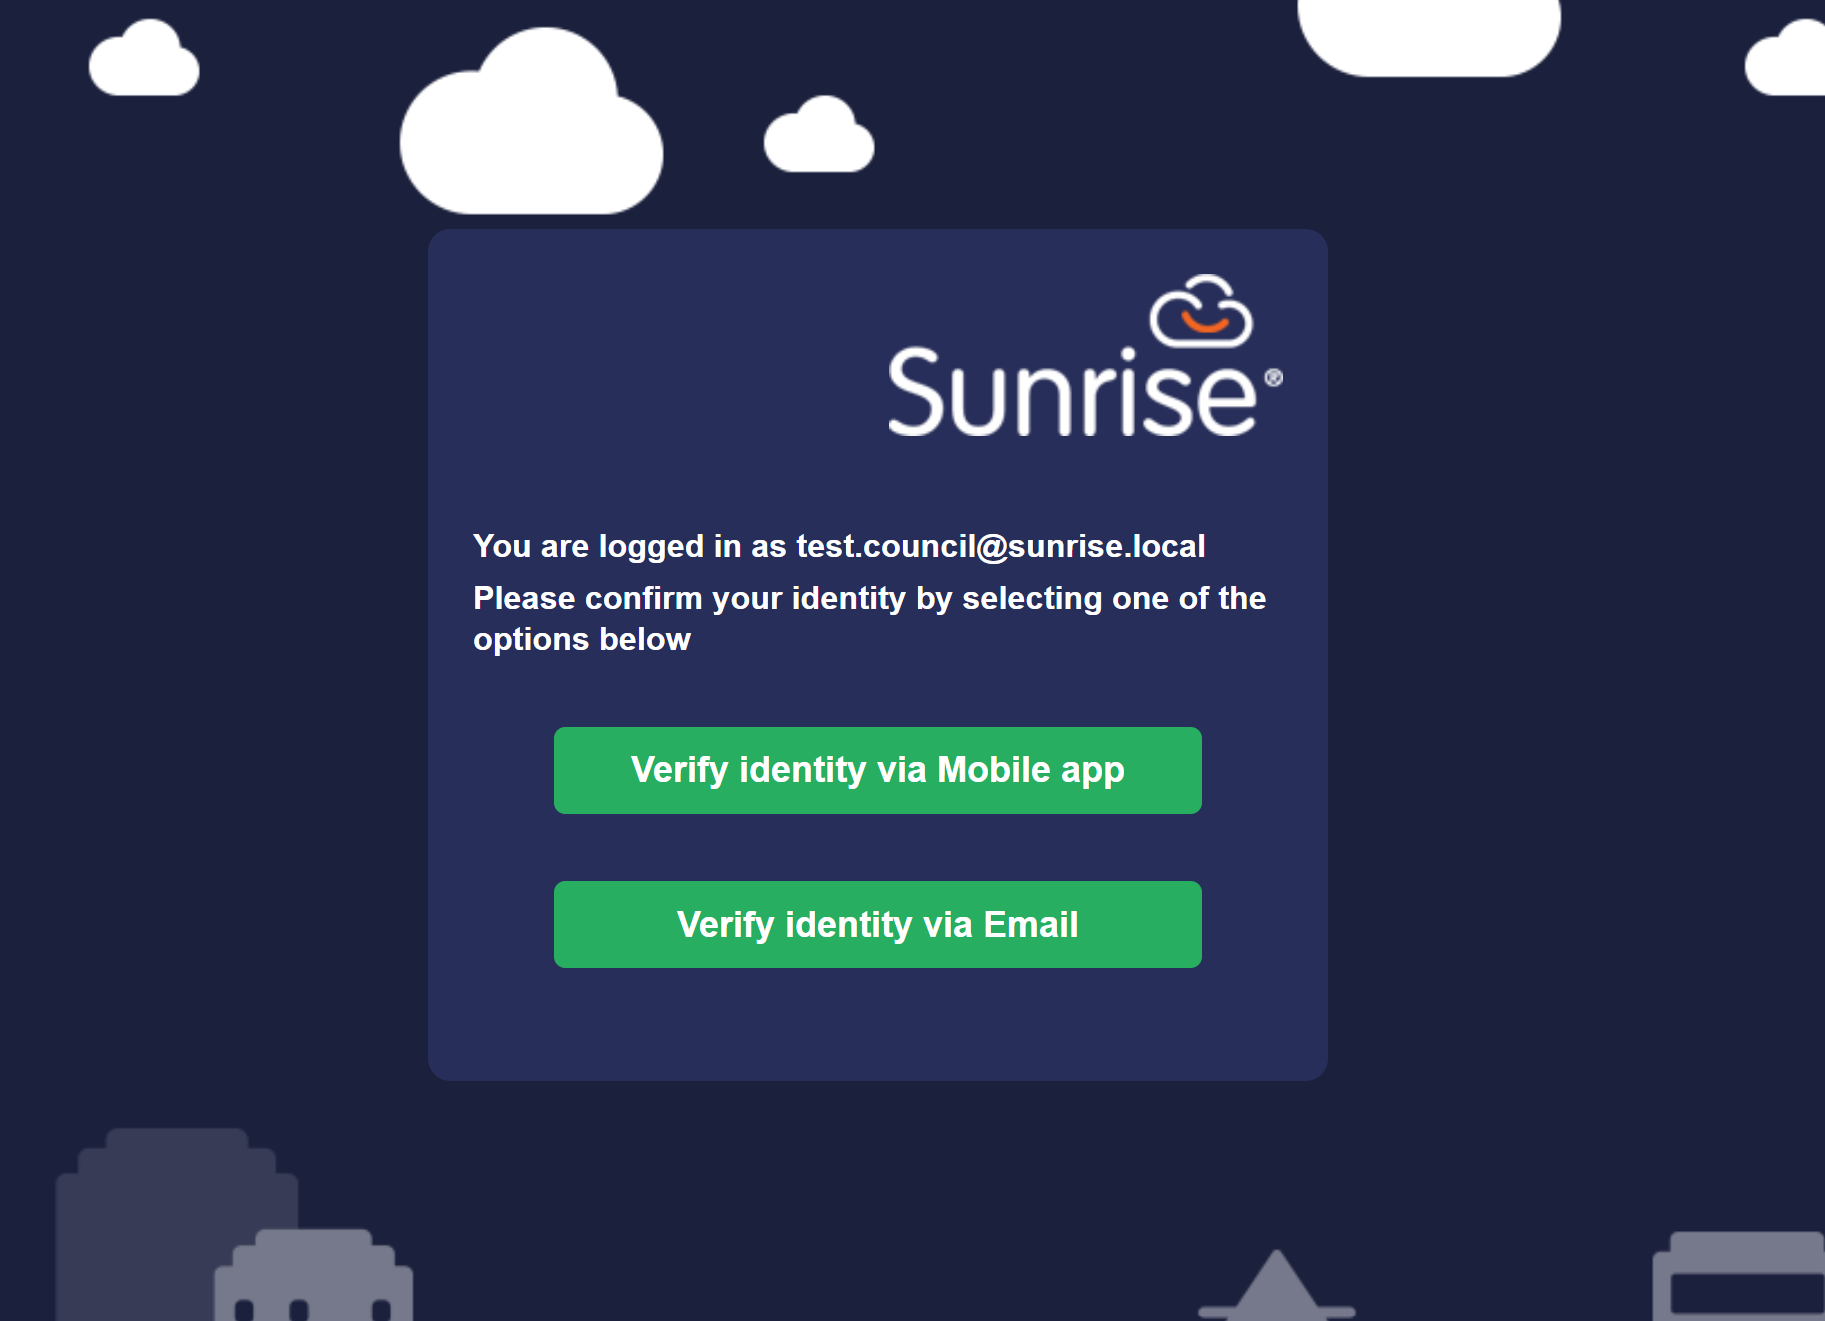 Sunrise®
You are logged in as test.council@sunrise.local
Please confirm your identity by selecting one of the
options below
Verify identity via Mobile app
Verify identity via Email